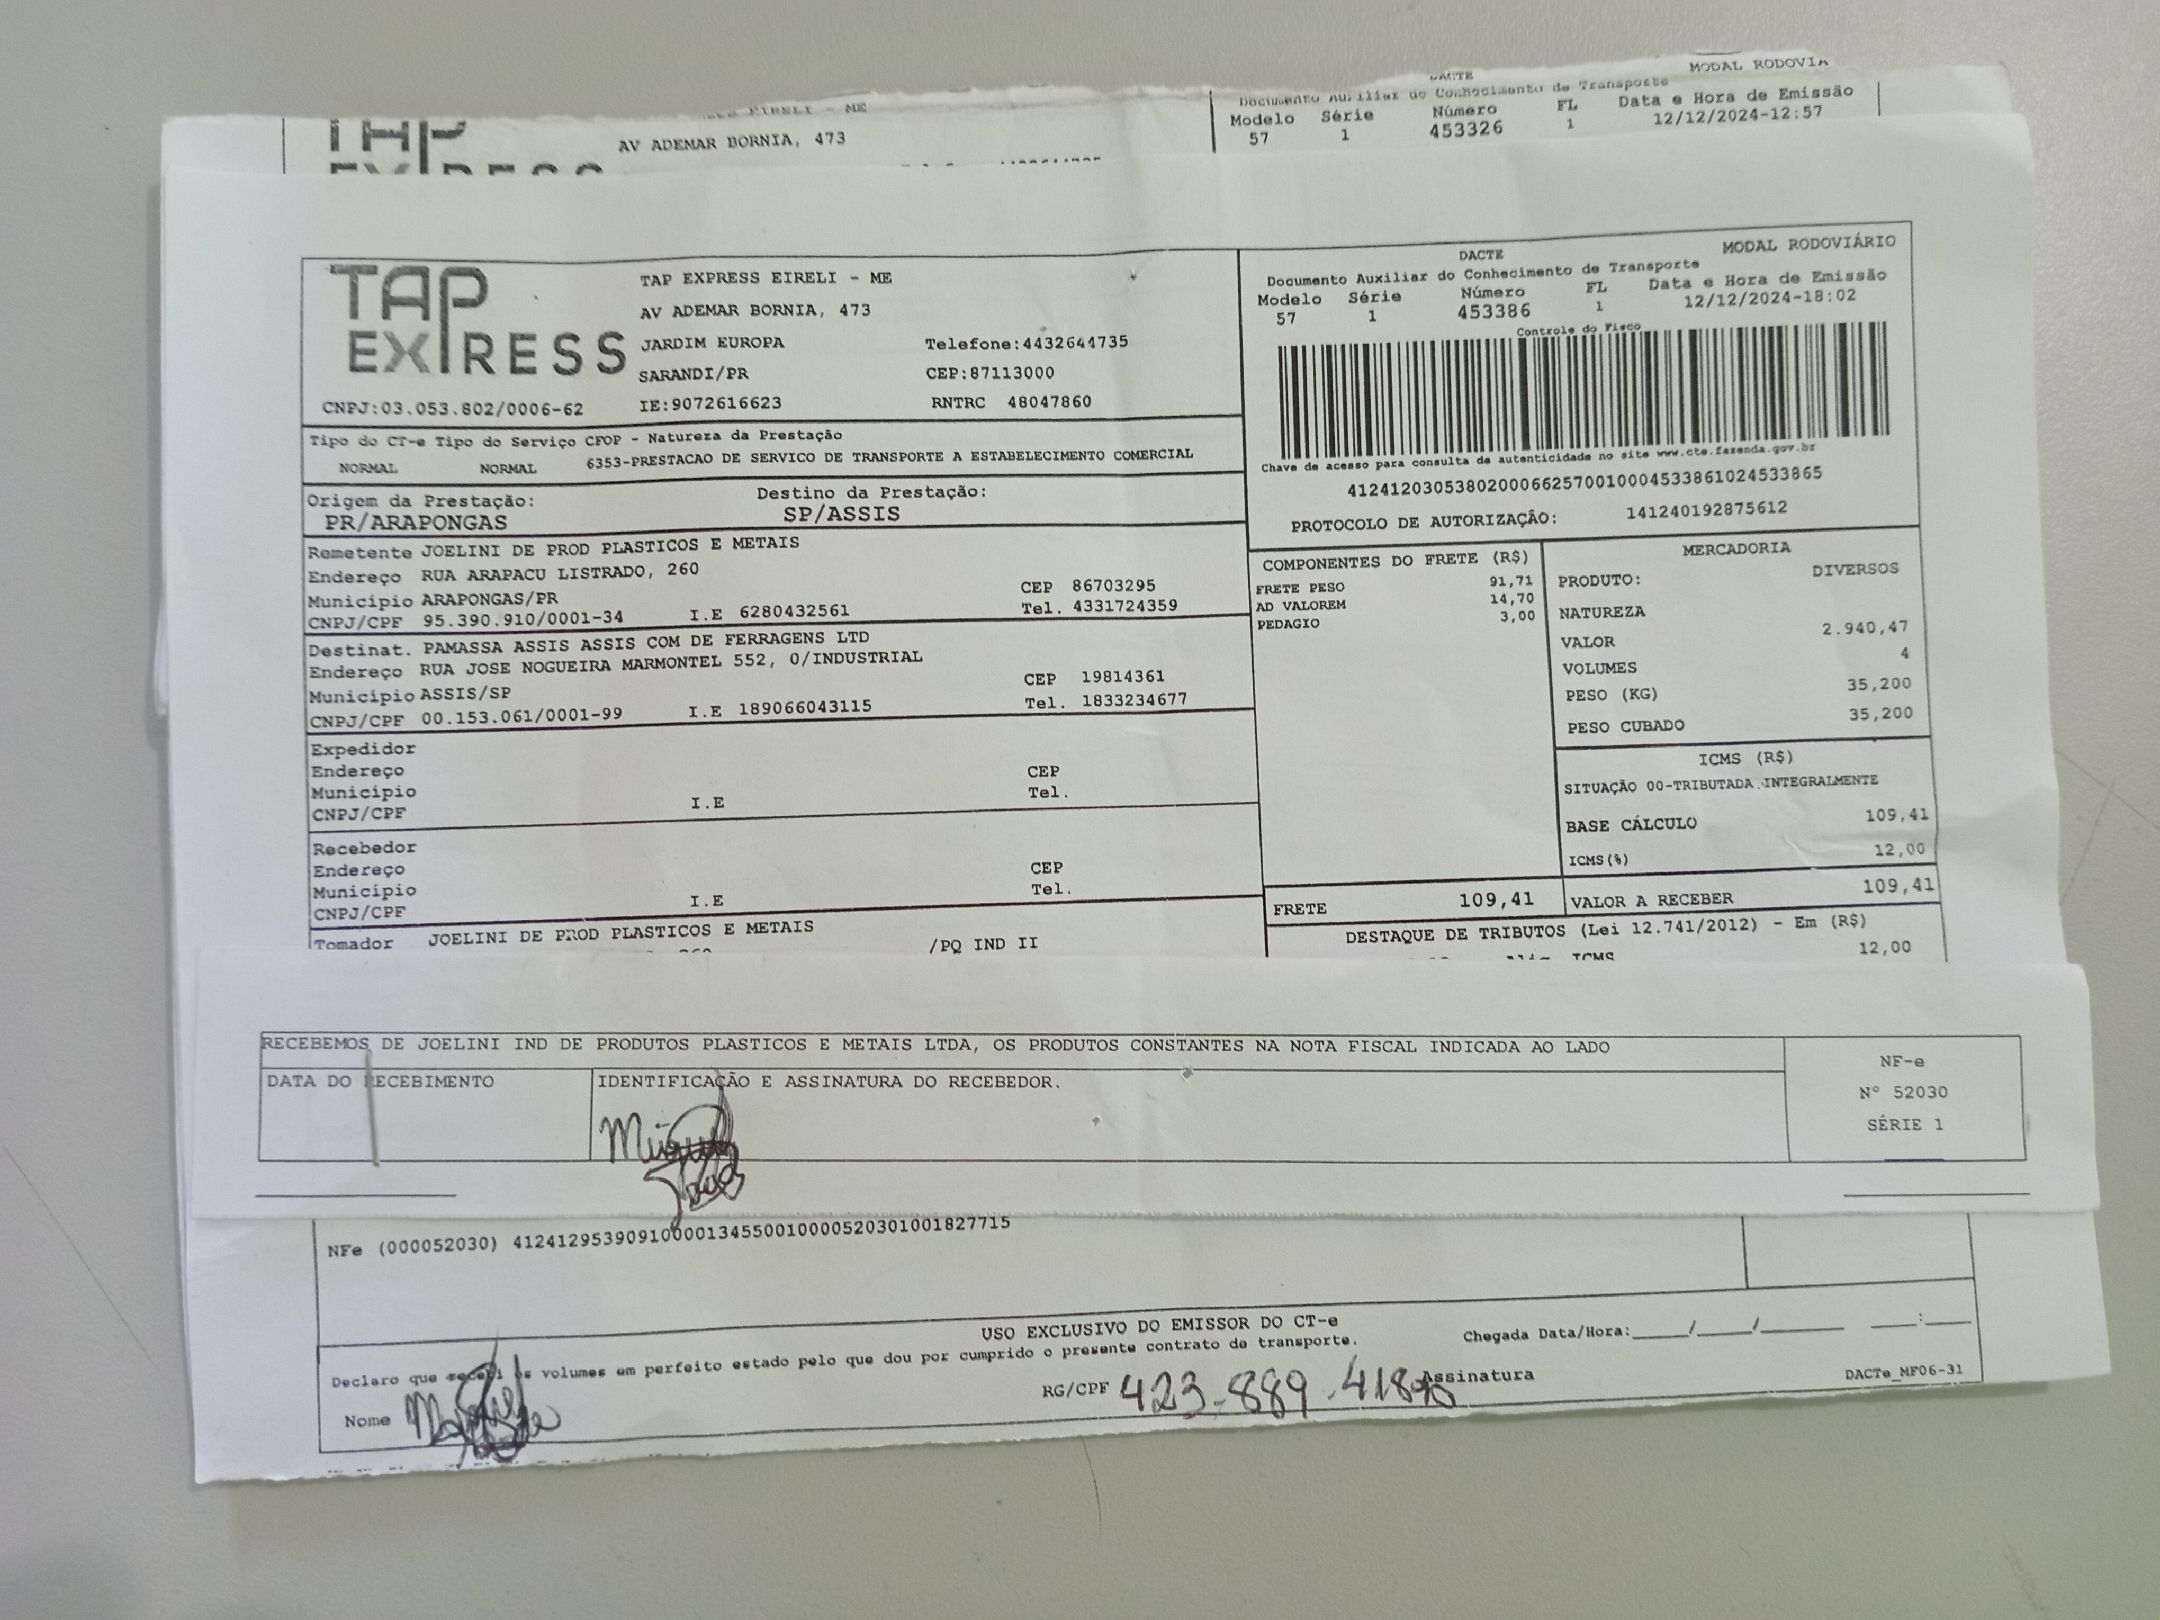 MODAL RODOVIA
DACTE
EIRELI - ME
Documento Auxiliar do Conhecimento de Transporte
AV ADEMAR BORNIA, 473
Modelo Série Número FL Data e Hora de Emissão
57 1 453326 1 12/12/2024-12:57
TAP EXPRESS
TAP EXPRESS EIRELI - ME
AV ADEMAR BORNIA, 473
JARDIM EUROPA Telefone:4432644735
SARANDI/PR CEP:87113000
CNPJ:03.053.802/0006-62 IE:9072616623 RNTRC 48047860
DACTE MODAL RODOVIÁRIO
Documento Auxiliar do Conhecimento de Transporte
Modelo Série Número FL Data e Hora de Emissão
57 1 453386 1 12/12/2024-18:02
Controle do Fisco
Chave de acesso para consulta de autenticidade no site www.cte.fazenda.gov.br
41241203053802000662570010004533861024533865
PROTOCOLO DE AUTORIZAÇÃO: 141240192875612
Tipo do CT-e Tipo do Serviço CFOP - Natureza da Prestação
NORMAL NORMAL 6353-PRESTACAO DE SERVICO DE TRANSPORTE A ESTABELECIMENTO COMERCIAL
Origem da Prestação: Destino da Prestação:
PR/ARAPONGAS SP/ASSIS
Remetente JOELINI DE PROD PLASTICOS E METAIS
Endereço RUA ARAPACU LISTRADO, 260
Município ARAPONGAS/PR CEP 86703295
CNPJ/CPF 95.390.910/0001-34 I.E 6280432561 Tel. 4331724359
Destinat. PAMASSA ASSIS ASSIS COM DE FERRAGENS LTD
Endereço RUA JOSE NOGUEIRA MARMONTEL 552, 0/INDUSTRIAL
Município ASSIS/SP CEP 19814361
CNPJ/CPF 00.153.061/0001-99 I.E 189066043115 Tel. 1833234677
Expedidor
Endereço CEP
Município Tel.
CNPJ/CPF I.E
Recebedor
Endereço CEP
Município Tel.
CNPJ/CPF I.E
Tomador JOELINI DE PROD PLASTICOS E METAIS
/PQ IND II
COMPONENTES DO FRETE (R$)
FRETE PESO 91,71
AD VALOREM 14,70
PEDAGIO 3,00
FRETE 109,41
MERCADORIA
PRODUTO: DIVERSOS
NATUREZA
VALOR 2.940,47
VOLUMES 4
PESO (KG) 35,200
PESO CUBADO 35,200
ICMS (R$)
SITUAÇÃO 00-TRIBUTADA INTEGRALMENTE
BASE CÁLCULO 109,41
ICMS(%) 12,00
VALOR A RECEBER 109,41
DESTAQUE DE TRIBUTOS (Lei 12.741/2012) - Em (R$)
ICMS 12,00
RECEBEMOS DE JOELINI IND DE PRODUTOS PLASTICOS E METAIS LTDA, OS PRODUTOS CONSTANTES NA NOTA FISCAL INDICADA AO LADO
DATA DO RECEBIMENTO IDENTIFICAÇÃO E ASSINATURA DO RECEBEDOR.
NF-e
Nº 52030
SÉRIE 1
NFe (000052030) 41241295390910000134550010000520301001827715
USO EXCLUSIVO DO EMISSOR DO CT-e
Declaro que recebi os volumes em perfeito estado pelo que dou por cumprido o presente contrato de transporte.
Chegada Data/Hora:____/____/______ ___:___
Nome RG/CPF 423.889.418 Assinatura
DACTe_MF06-31